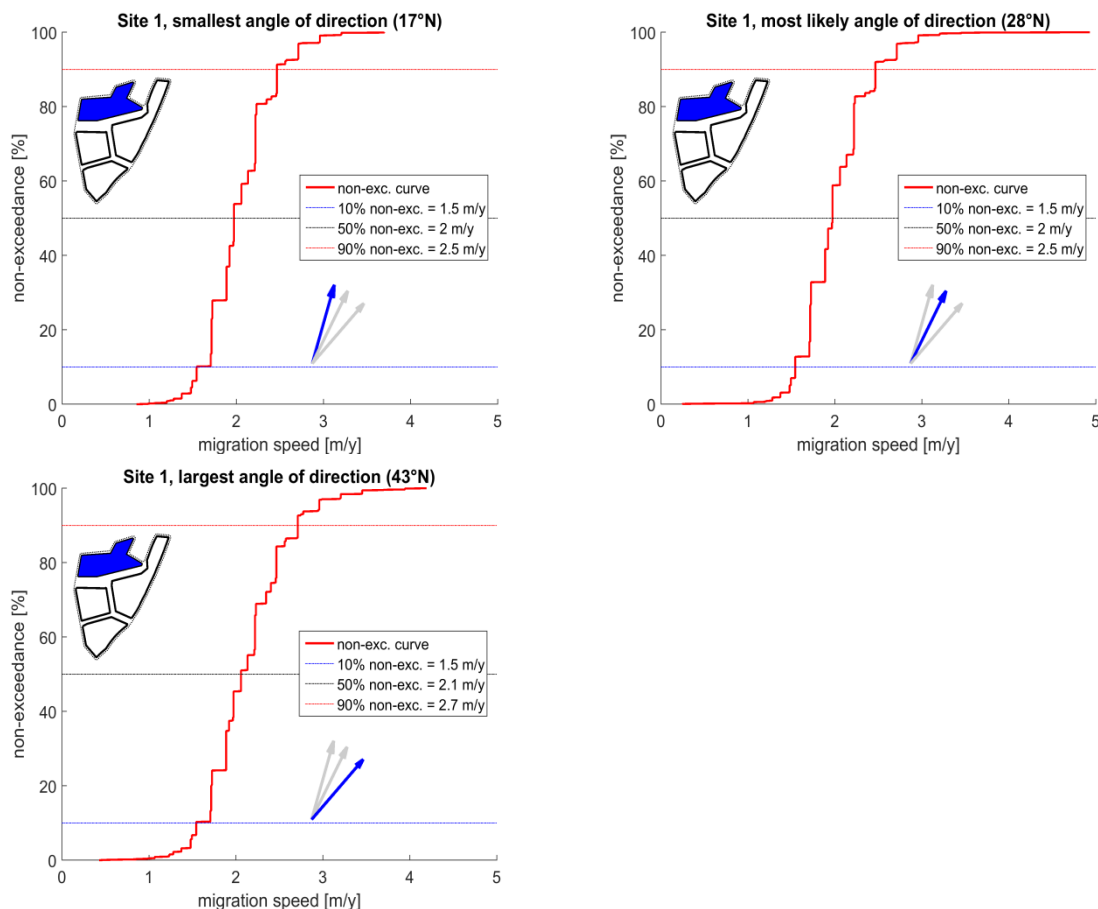 Site 1, smallest angle of direction (17°N)
100
80
60
40
20
0
non-exceedance [%]
non-exc. curve
10% non-exc. = 1.5 m/y
50% non-exc. = 2 m/y
90% non-exc. = 2.5 m/y
0 1 2 3 4 5
migration speed [m/y]
Site 1, most likely angle of direction (28°N)
100
80
60
40
20
0
non-exceedance [%]
non-exc. curve
10% non-exc. = 1.5 m/y
50% non-exc. = 2 m/y
90% non-exc. = 2.5 m/y
0 1 2 3 4 5
migration speed [m/y]
Site 1, largest angle of direction (43°N)
100
80
60
40
20
0
non-exceedance [%]
non-exc. curve
10% non-exc. = 1.5 m/y
50% non-exc. = 2.1 m/y
90% non-exc. = 2.7 m/y
0 1 2 3 4 5
migration speed [m/y]